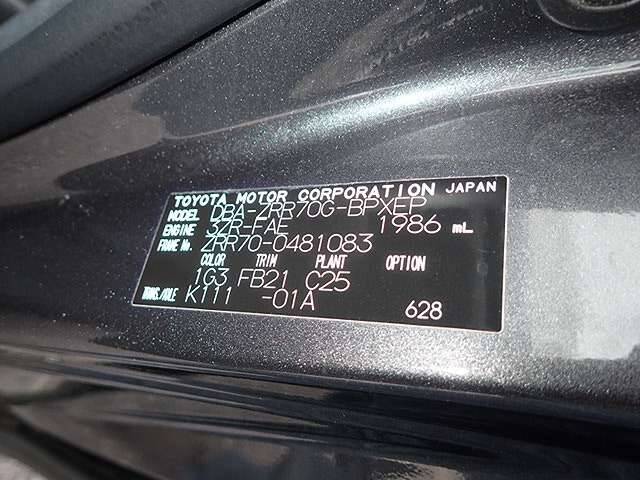 TOYOTA MOTOR CORPORATION JAPAN
MODEL DBA-ZRR70G-BPXEP
ENGINE 3ZR-FAE 1986 mL
FRAME No. ZRR70-0481083
COLOR TRIM PLANT OPTION
1G3 FB21 C25
TRANS./AXLE K111 -01A
628